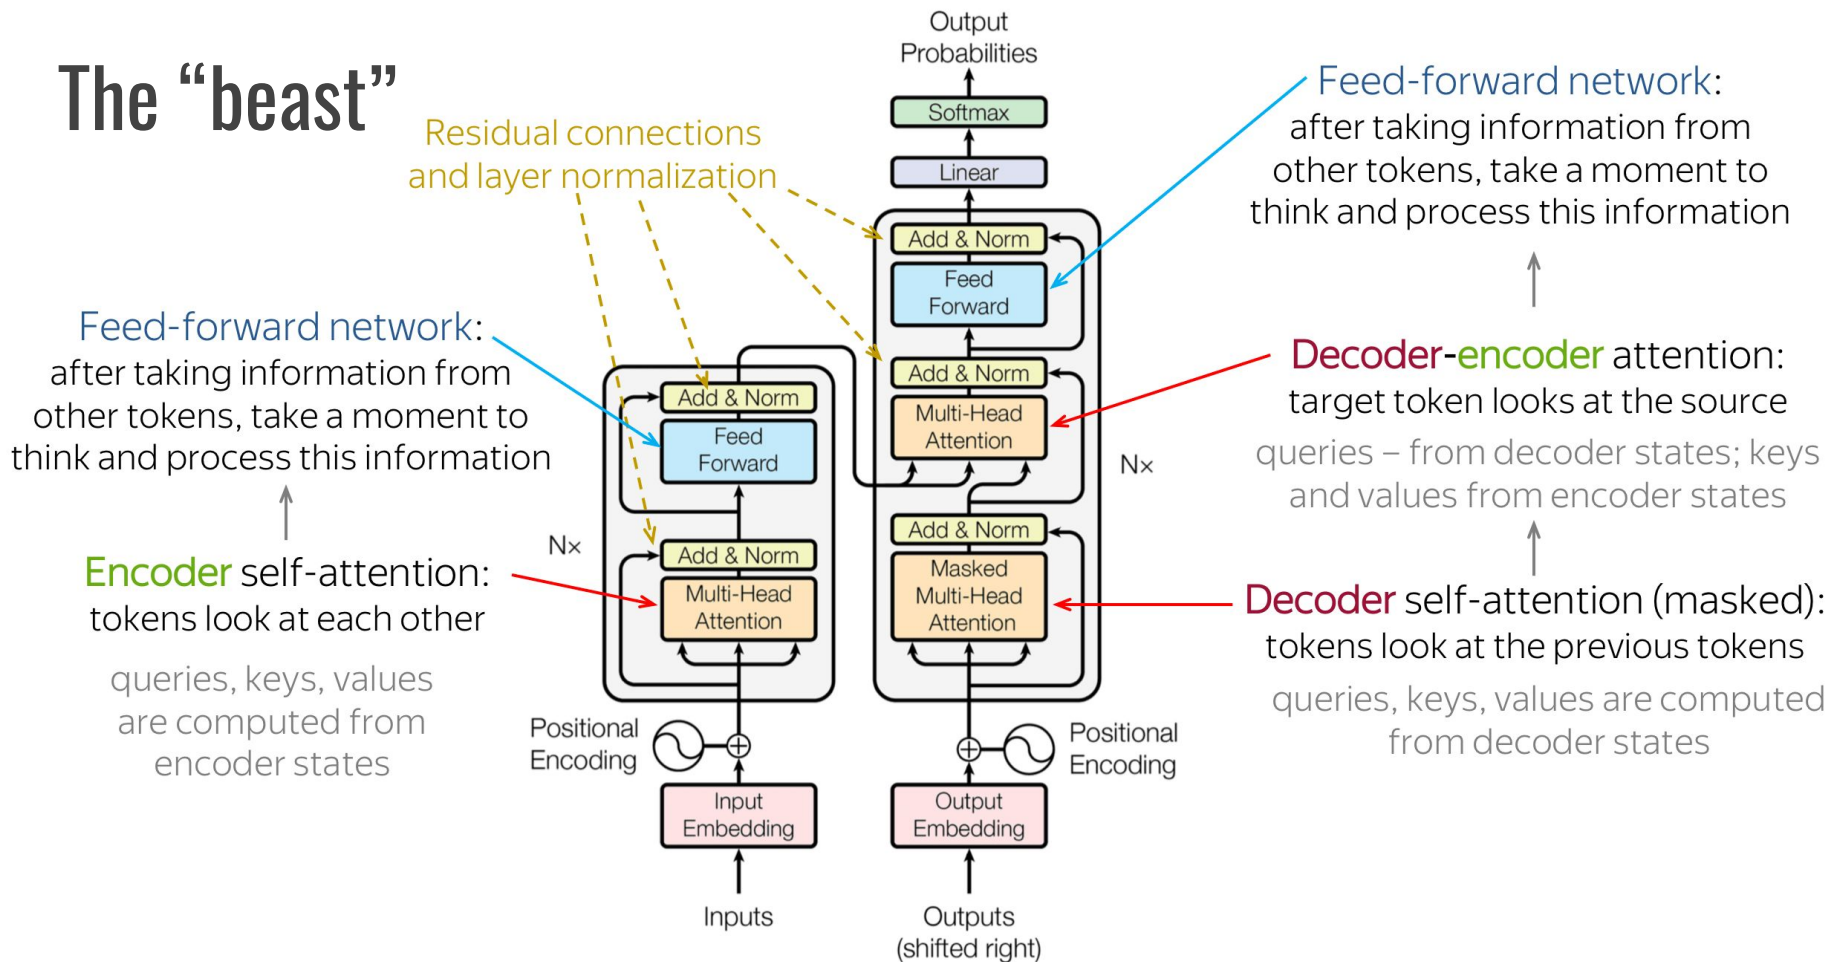 The “beast”
Residual connections
and layer normalization
Feed-forward network:
after taking information from
other tokens, take a moment to
think and process this information
Encoder self-attention:
tokens look at each other
queries, keys, values
are computed from
encoder states
Output
Probabilities
Softmax
Linear
Add & Norm
Feed
Forward
Add & Norm
Multi-Head
Attention
Add & Norm
Masked
Multi-Head
Attention
Nx
Positional
Encoding
Output
Embedding
Outputs
(shifted right)
Add & Norm
Feed
Forward
Add & Norm
Multi-Head
Attention
Nx
Positional
Encoding
Input
Embedding
Inputs
Feed-forward network:
after taking information from
other tokens, take a moment to
think and process this information
Decoder-encoder attention:
target token looks at the source
queries – from decoder states; keys
and values from encoder states
Decoder self-attention (masked):
tokens look at the previous tokens
queries, keys, values are computed
from decoder states